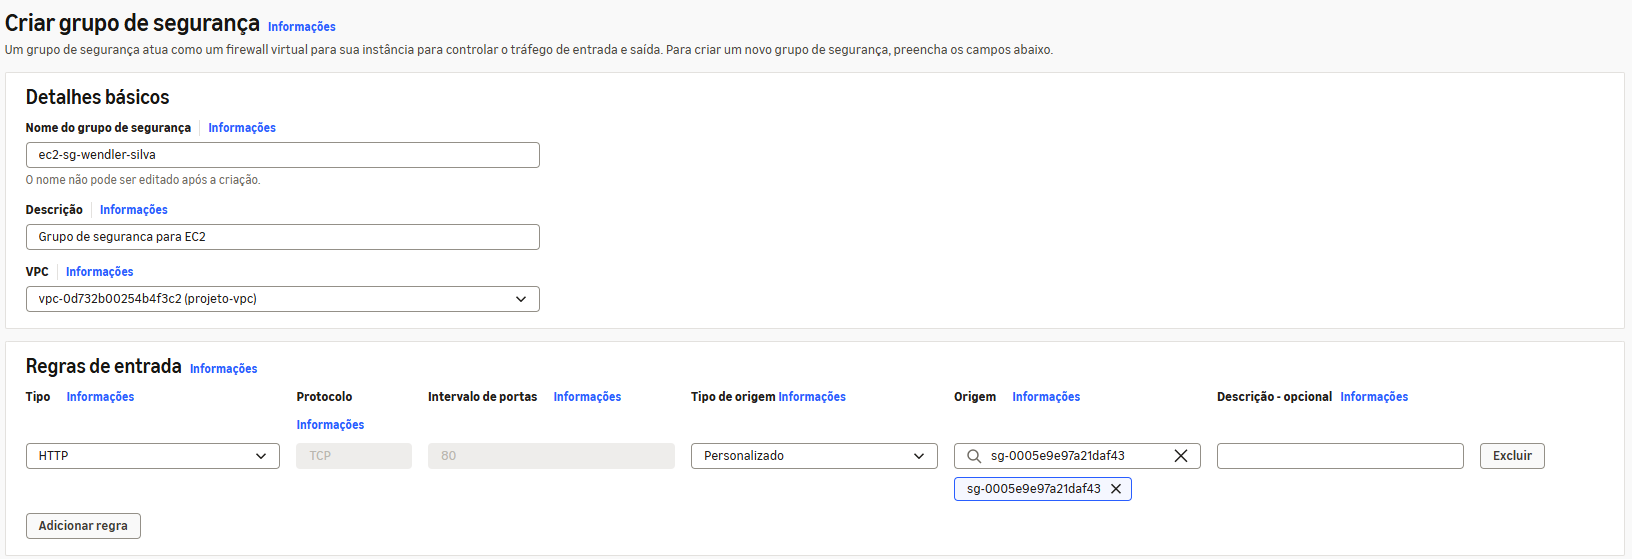 Criar grupo de segurança Informações
Um grupo de segurança atua como um firewall virtual para sua instância para controlar o tráfego de entrada e saída. Para criar um novo grupo de segurança, preencha os campos abaixo.
Detalhes básicos
Nome do grupo de segurança Informações
ec2-sg-wendler-silva
O nome não pode ser editado após a criação.
Descrição Informações
Grupo de seguranca para EC2
VPC Informações
vpc-0d732b00254b4f3c2 (projeto-vpc)
Regras de entrada Informações
Tipo Informações Protocolo Intervalo de portas Informações Tipo de origem Informações Origem Informações Descrição - opcional Informações
Informações
HTTP TCP 80 Personalizado sg-0005e9e97a21daf43 Excluir
sg-0005e9e97a21daf43
Adicionar regra